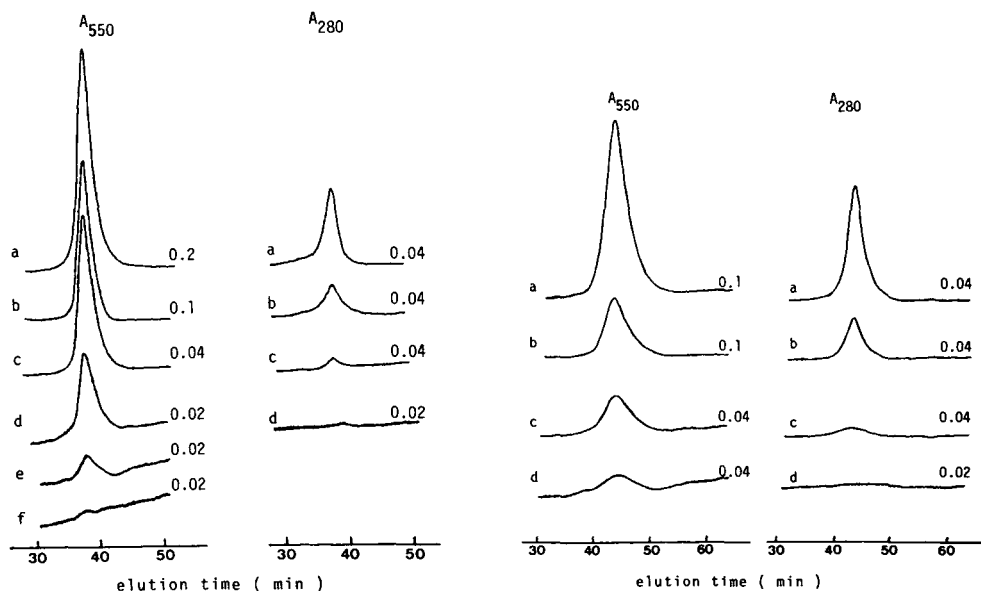 A550
A280
a 0.2
b 0.1
c 0.04
d 0.02
e 0.02
f 0.02
a 0.04
b 0.04
c 0.04
d 0.02
30 40 50
30 40 50
elution time ( min )
A550
A280
a 0.1
b 0.1
c 0.04
d 0.04
a 0.04
b 0.04
c 0.04
d 0.02
30 40 50 60
30 40 50 60
elution time ( min )